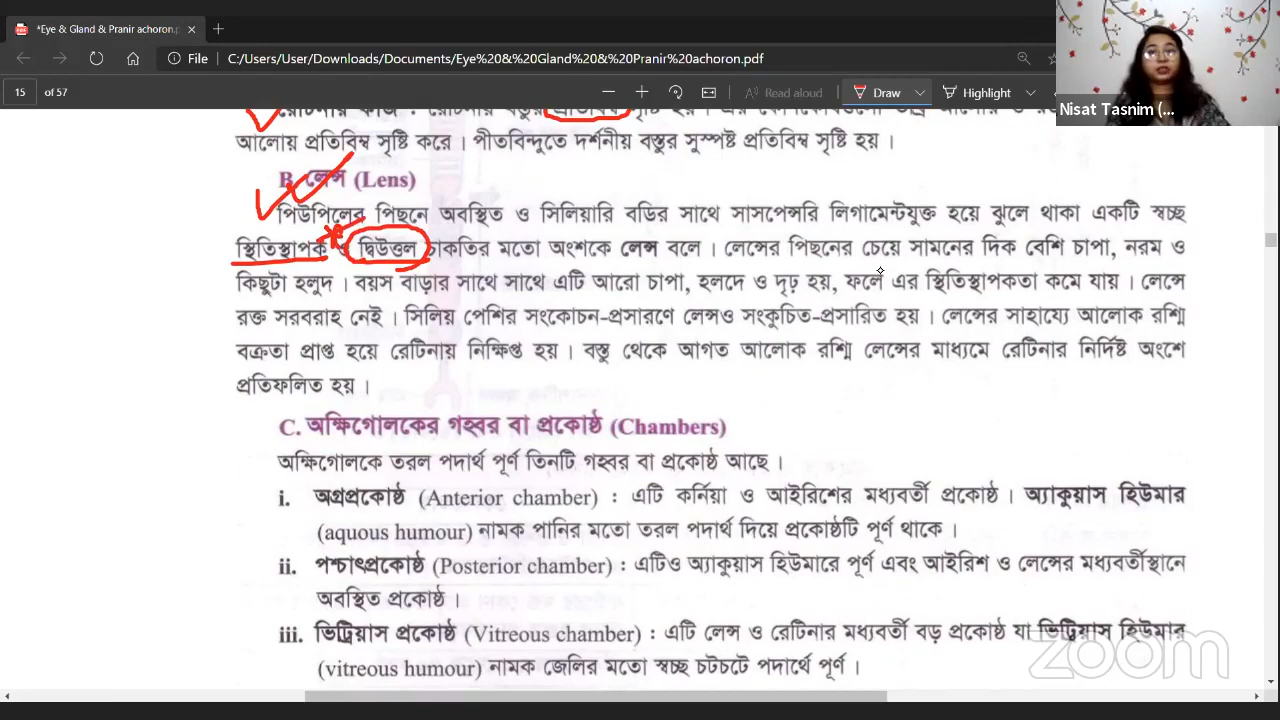 *Eye & Gland & Pranir achoron.p
File C:/Users/User/Downloads/Documents/Eye%20&%20Gland%20&%20Pranir%20achoron.pdf
15 of 57 Read aloud Draw Highlight
Nisat Tasnim (...
আলোয় প্রতিবিম্ব সৃষ্টি করে। পীতবিন্দুতে দর্শনীয় বস্তুর সুস্পষ্ট প্রতিবিম্ব সৃষ্টি হয়।
B. লেন্স (Lens)
পিউপিলের পিছনে অবস্থিত ও সিলিয়ারি বডির সাথে সাসপেন্সরি লিগামেন্টযুক্ত হয়ে ঝুলে থাকা একটি স্বচ্ছ
স্থিতিস্থাপক ও দ্বিউত্তল চাকতির মতো অংশকে লেন্স বলে। লেন্সের পিছনের চেয়ে সামনের দিক বেশি চাপা, নরম ও
কিছুটা হলুদ। বয়স বাড়ার সাথে সাথে এটি আরো চাপা, হলদে ও দৃঢ় হয়, ফলে এর স্থিতিস্থাপকতা কমে যায়। লেন্সে
রক্ত সরবরাহ নেই। সিলিয় পেশির সংকোচন-প্রসারণে লেন্সও সংকুচিত-প্রসারিত হয়। লেন্সের সাহায্যে আলোক রশ্মি
বক্রতা প্রাপ্ত হয়ে রেটিনায় নিক্ষিপ্ত হয়। বস্তু থেকে আগত আলোক রশ্মি লেন্সের মাধ্যমে রেটিনার নির্দিষ্ট অংশে
প্রতিফলিত হয়।
C. অক্ষিগোলকের গহ্বর বা প্রকোষ্ঠ (Chambers)
অক্ষিগোলকে তরল পদার্থ পূর্ণ তিনটি গহ্বর বা প্রকোষ্ঠ আছে।
i. অগ্রপ্রকোষ্ঠ (Anterior chamber) : এটি কর্নিয়া ও আইরিশের মধ্যবর্তী প্রকোষ্ঠ। অ্যাকুয়াস হিউমার
(aquous humour) নামক পানির মতো তরল পদার্থ দিয়ে প্রকোষ্ঠটি পূর্ণ থাকে।
ii. পশ্চাৎপ্রকোষ্ঠ (Posterior chamber) : এটিও অ্যাকুয়াস হিউমারে পূর্ণ এবং আইরিশ ও লেন্সের মধ্যবর্তীস্থানে
অবস্থিত প্রকোষ্ঠ।
iii. ভিট্রিয়াস প্রকোষ্ঠ (Vitreous chamber) : এটি লেন্স ও রেটিনার মধ্যবর্তী বড় প্রকোষ্ঠ যা ভিট্রিয়াস হিউমার
(vitreous humour) নামক জেলির মতো স্বচ্ছ চটচটে পদার্থে পূর্ণ।
zoom